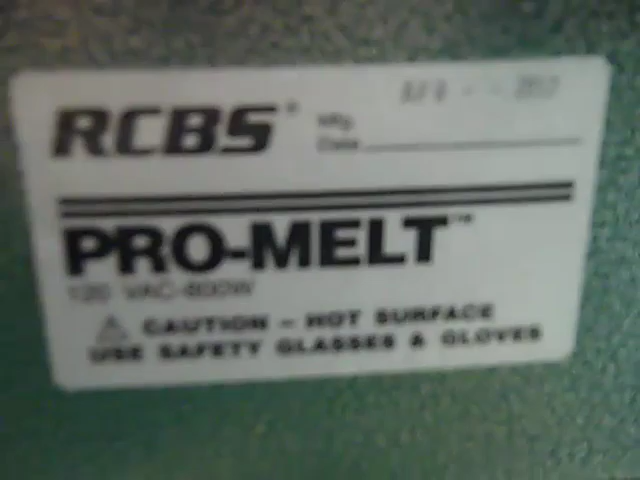 RCBS®
Mfg.
Date
PRO-MELT™
120 VAC-800W
CAUTION - HOT SURFACE
USE SAFETY GLASSES & GLOVES